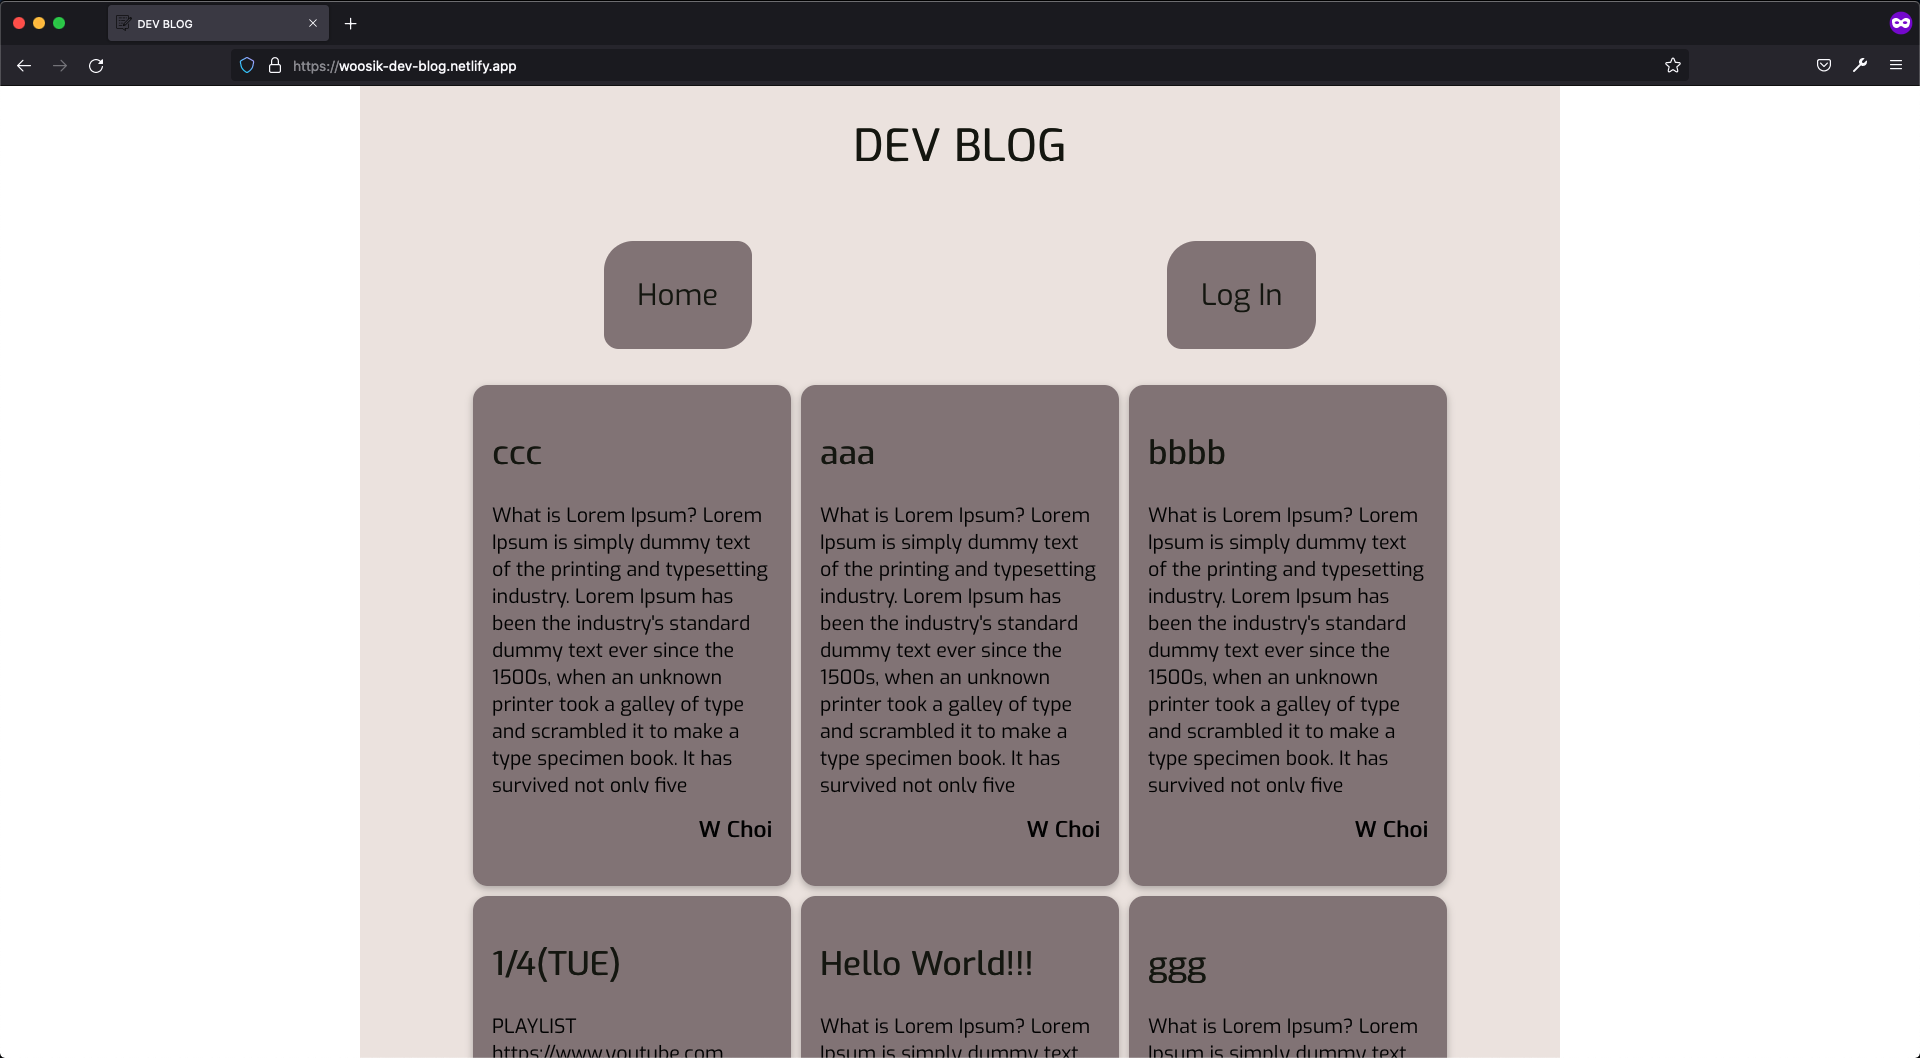 DEV BLOG
https://woosik-dev-blog.netlify.app
DEV BLOG
Home
Log In
ccc
What is Lorem Ipsum? Lorem
Ipsum is simply dummy text
of the printing and typesetting
industry. Lorem Ipsum has
been the industry's standard
dummy text ever since the
1500s, when an unknown
printer took a galley of type
and scrambled it to make a
type specimen book. It has
survived not only five
W Choi
aaa
What is Lorem Ipsum? Lorem
Ipsum is simply dummy text
of the printing and typesetting
industry. Lorem Ipsum has
been the industry's standard
dummy text ever since the
1500s, when an unknown
printer took a galley of type
and scrambled it to make a
type specimen book. It has
survived not only five
W Choi
bbbb
What is Lorem Ipsum? Lorem
Ipsum is simply dummy text
of the printing and typesetting
industry. Lorem Ipsum has
been the industry's standard
dummy text ever since the
1500s, when an unknown
printer took a galley of type
and scrambled it to make a
type specimen book. It has
survived not only five
W Choi
1/4(TUE)
PLAYLIST
https://www.youtube.com
Hello World!!!
What is Lorem Ipsum? Lorem
Ipsum is simply dummy text
ggg
What is Lorem Ipsum? Lorem
Ipsum is simply dummy text